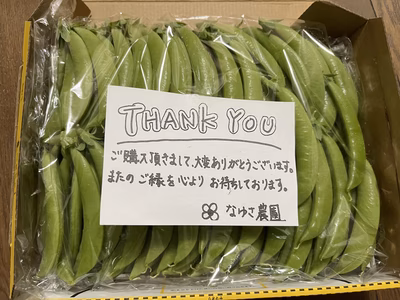 THANK YOU
ご購入頂きまして、大変ありがとうございます。
またのご縁を心よりお待ちしております。
なゆさ農園